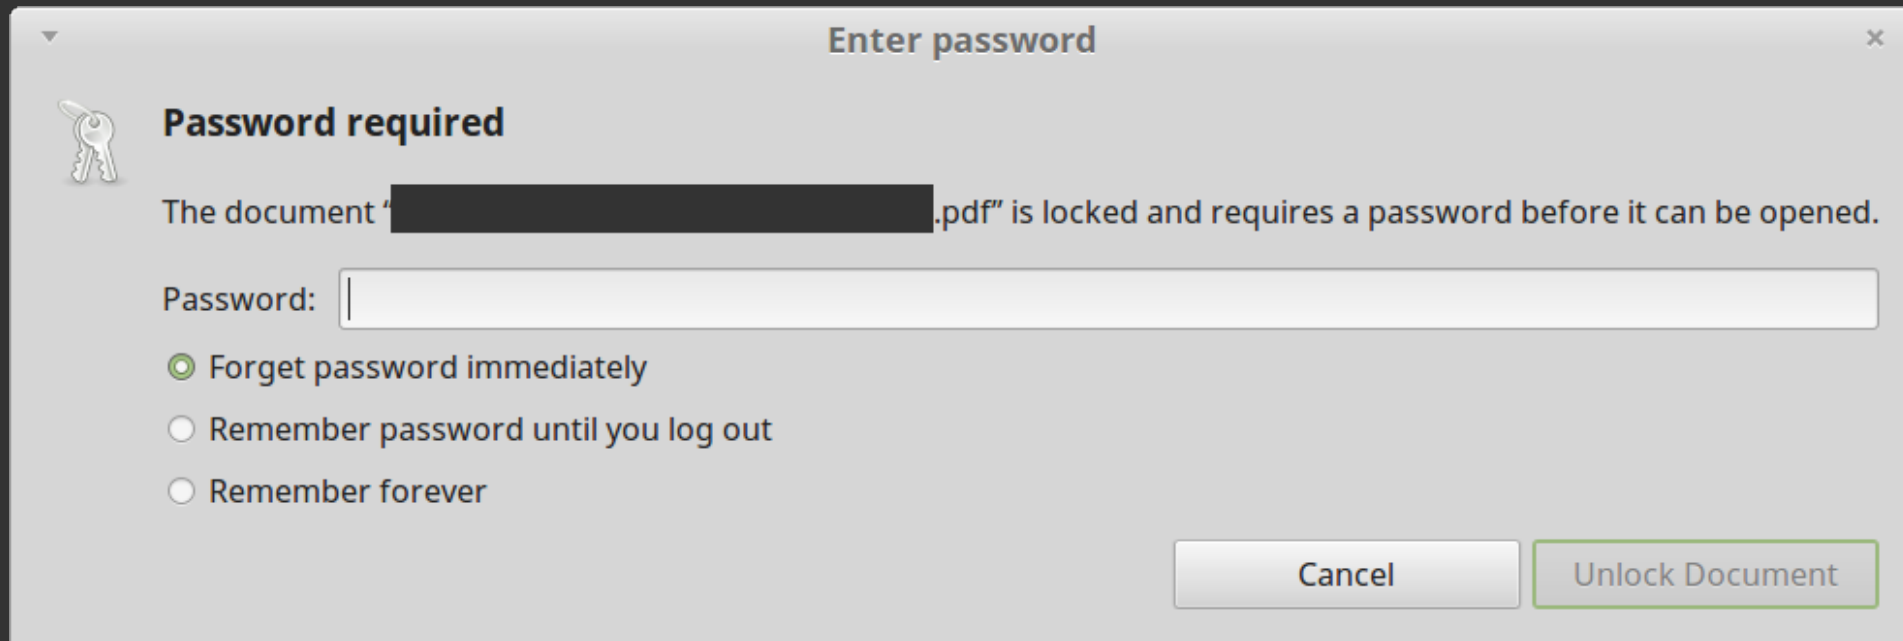 Enter password
Password required
The document “ .pdf” is locked and requires a password before it can be opened.
Password:
Forget password immediately
Remember password until you log out
Remember forever
Cancel Unlock Document